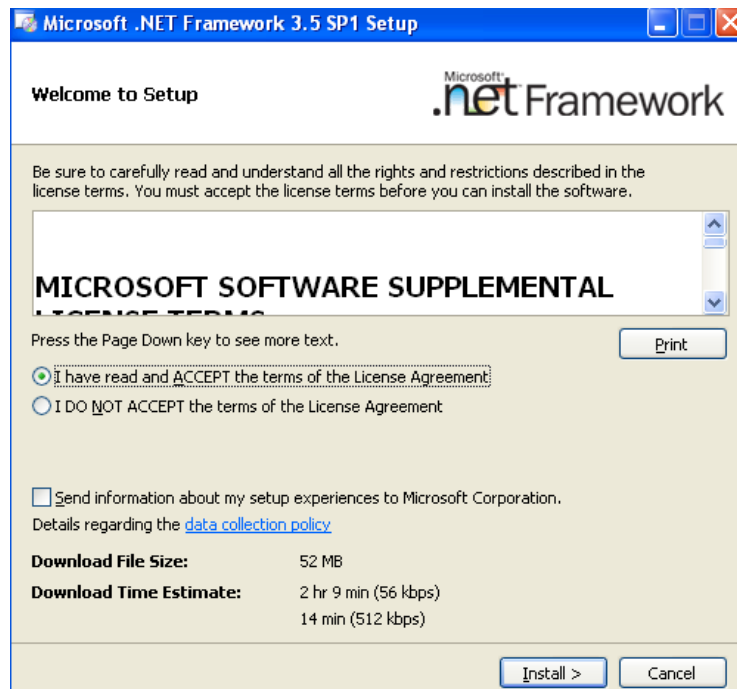 Microsoft .NET Framework 3.5 SP1 Setup
Welcome to Setup
Microsoft®
.net Framework
Be sure to carefully read and understand all the rights and restrictions described in the
license terms. You must accept the license terms before you can install the software.
MICROSOFT SOFTWARE SUPPLEMENTAL
LICENSE TERMS
Press the Page Down key to see more text.
Print
I have read and ACCEPT the terms of the License Agreement
I DO NOT ACCEPT the terms of the License Agreement
Send information about my setup experiences to Microsoft Corporation.
Details regarding the data collection policy
Download File Size: 52 MB
Download Time Estimate: 2 hr 9 min (56 kbps)
14 min (512 kbps)
Install > Cancel